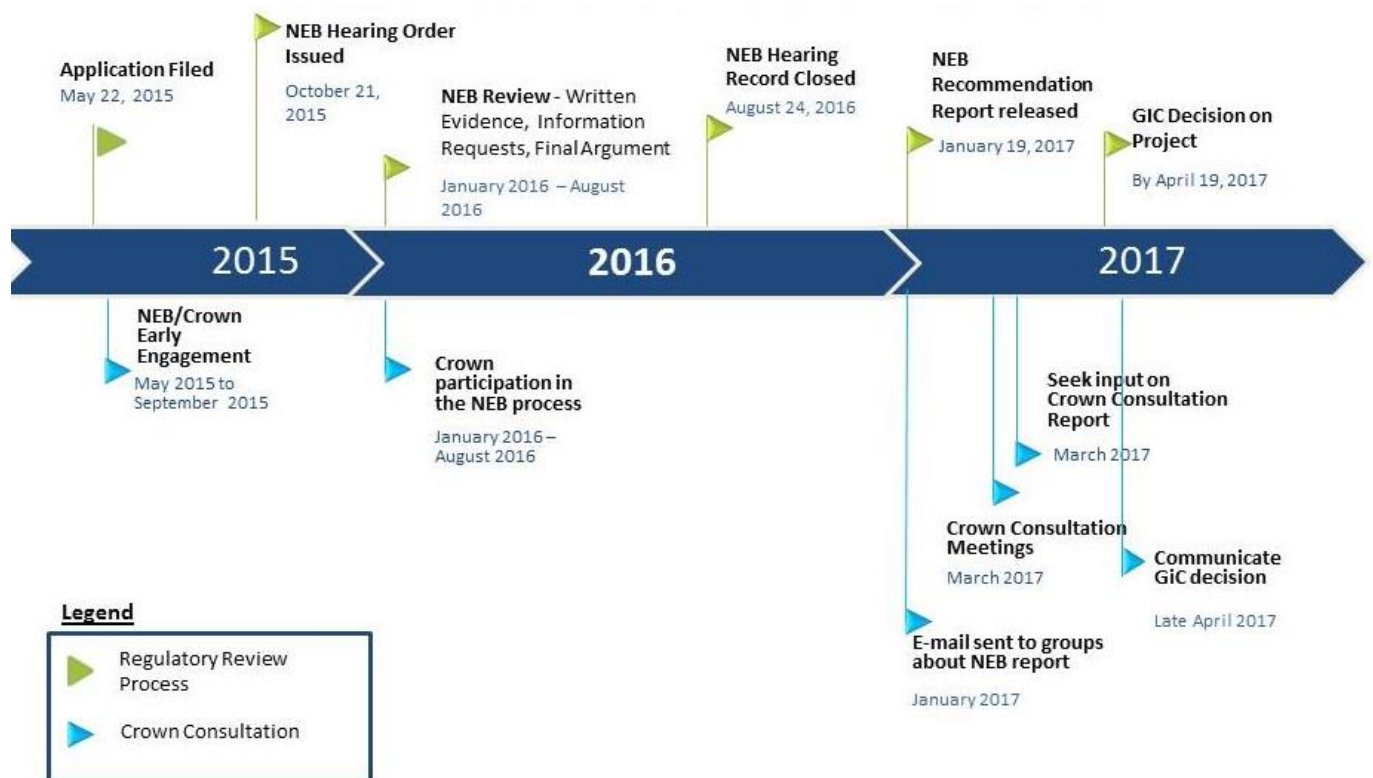 Application Filed
May 22, 2015
NEB Hearing Order
Issued
October 21,
2015
NEB Review - Written
Evidence, Information
Requests, Final Argument
January 2016 – August
2016
NEB Hearing
Record Closed
August 24, 2016
NEB
Recommendation
Report released
January 19, 2017
GIC Decision on
Project
By April 19, 2017
2015
2016
2017
NEB/Crown
Early
Engagement
May 2015 to
September 2015
Crown
participation in
the NEB process
January 2016 –
August 2016
Seek input on
Crown Consultation
Report
March 2017
Crown Consultation
Meetings
March 2017
Communicate
GiC decision
Late April 2017
E-mail sent to groups
about NEB report
January 2017
Legend
Regulatory Review
Process
Crown Consultation